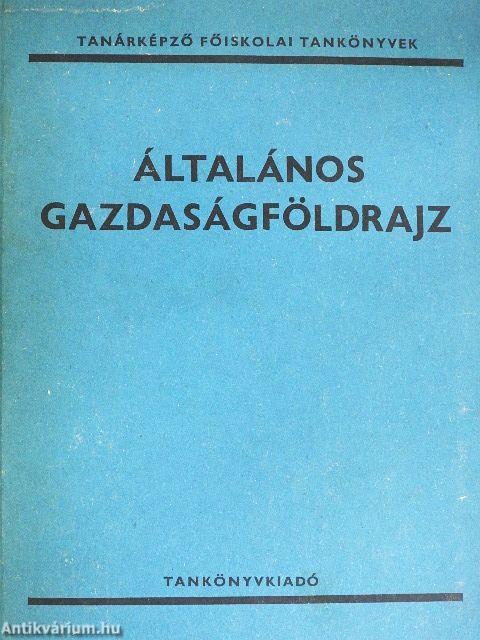 TANÁRKÉPZŐ FŐISKOLAI TANKÖNYVEK
ÁLTALÁNOS
GAZDASÁGFÖLDRAJZ
TANKÖNYVKIADÓ
Antikvárium.hu